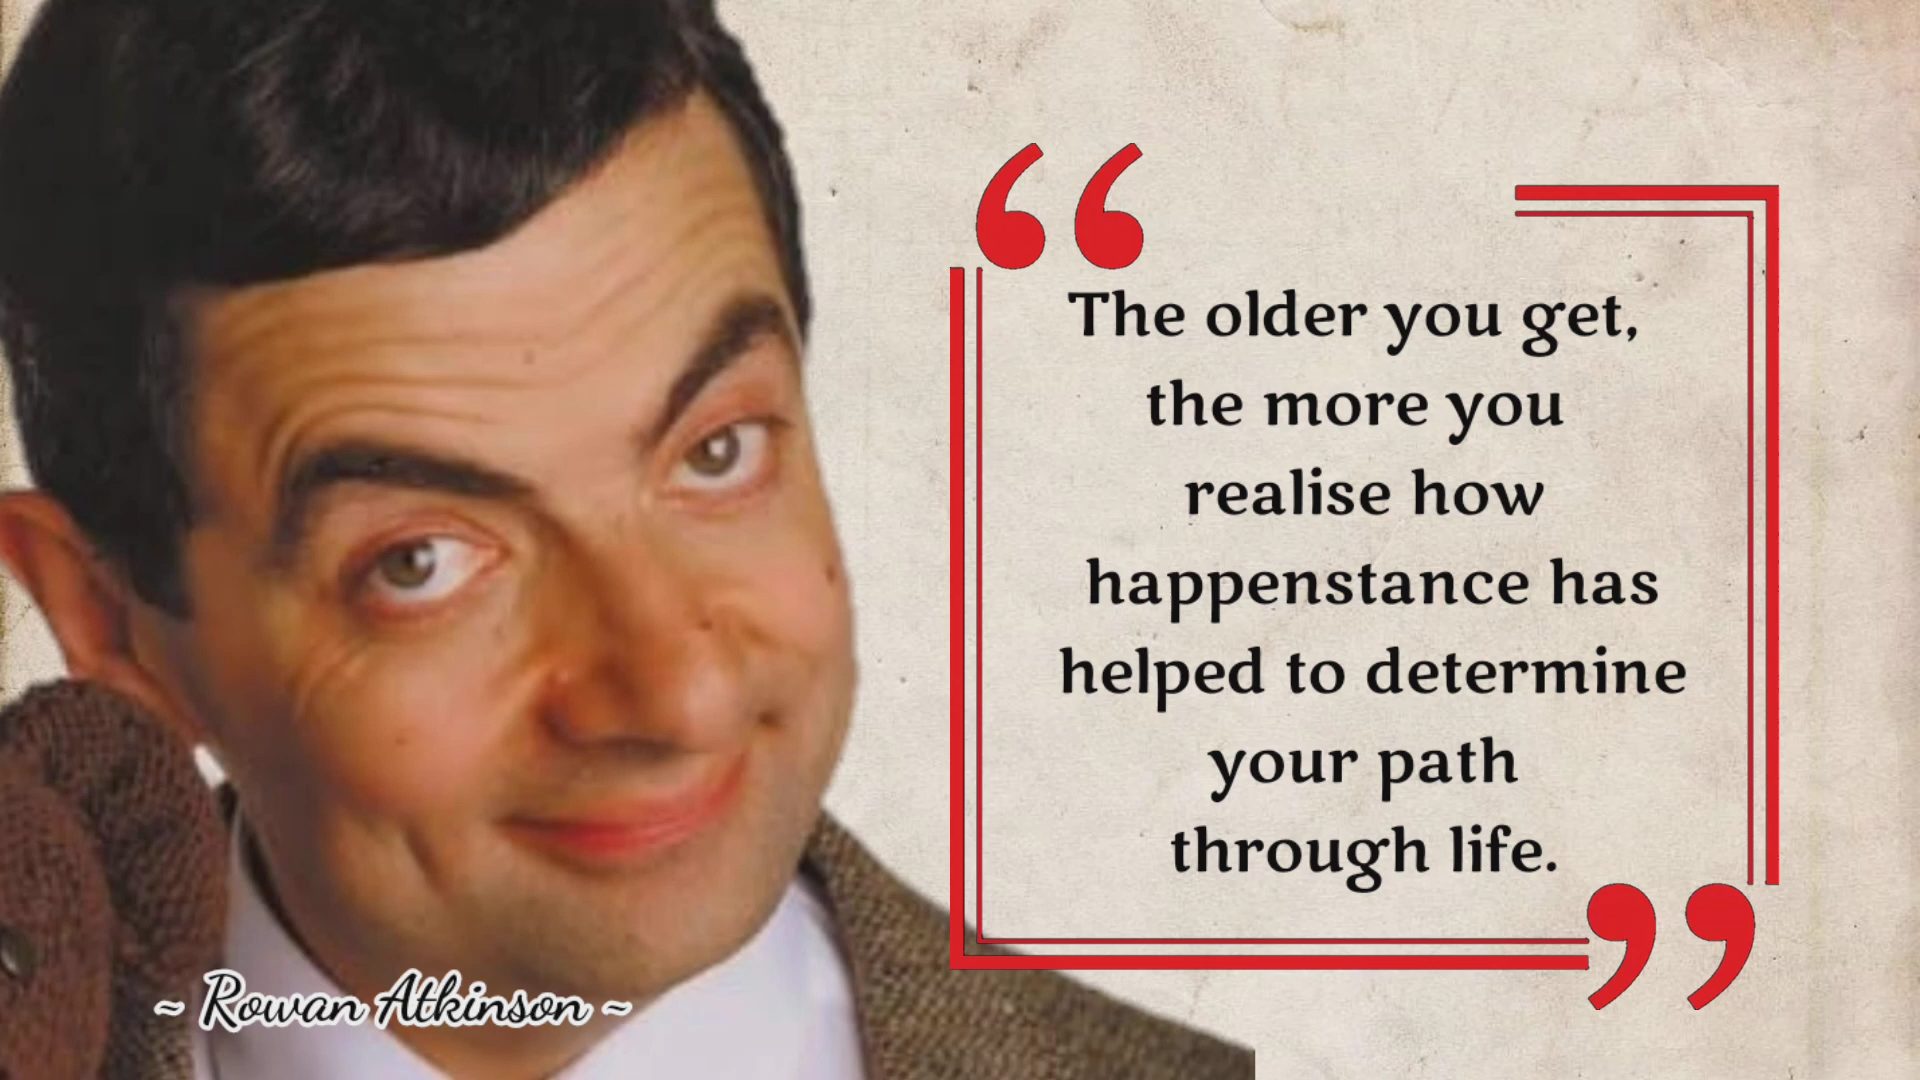 The older you get,
the more you
realise how
happenstance has
helped to determine
your path
through life.
~ Rowan Atkinson ~